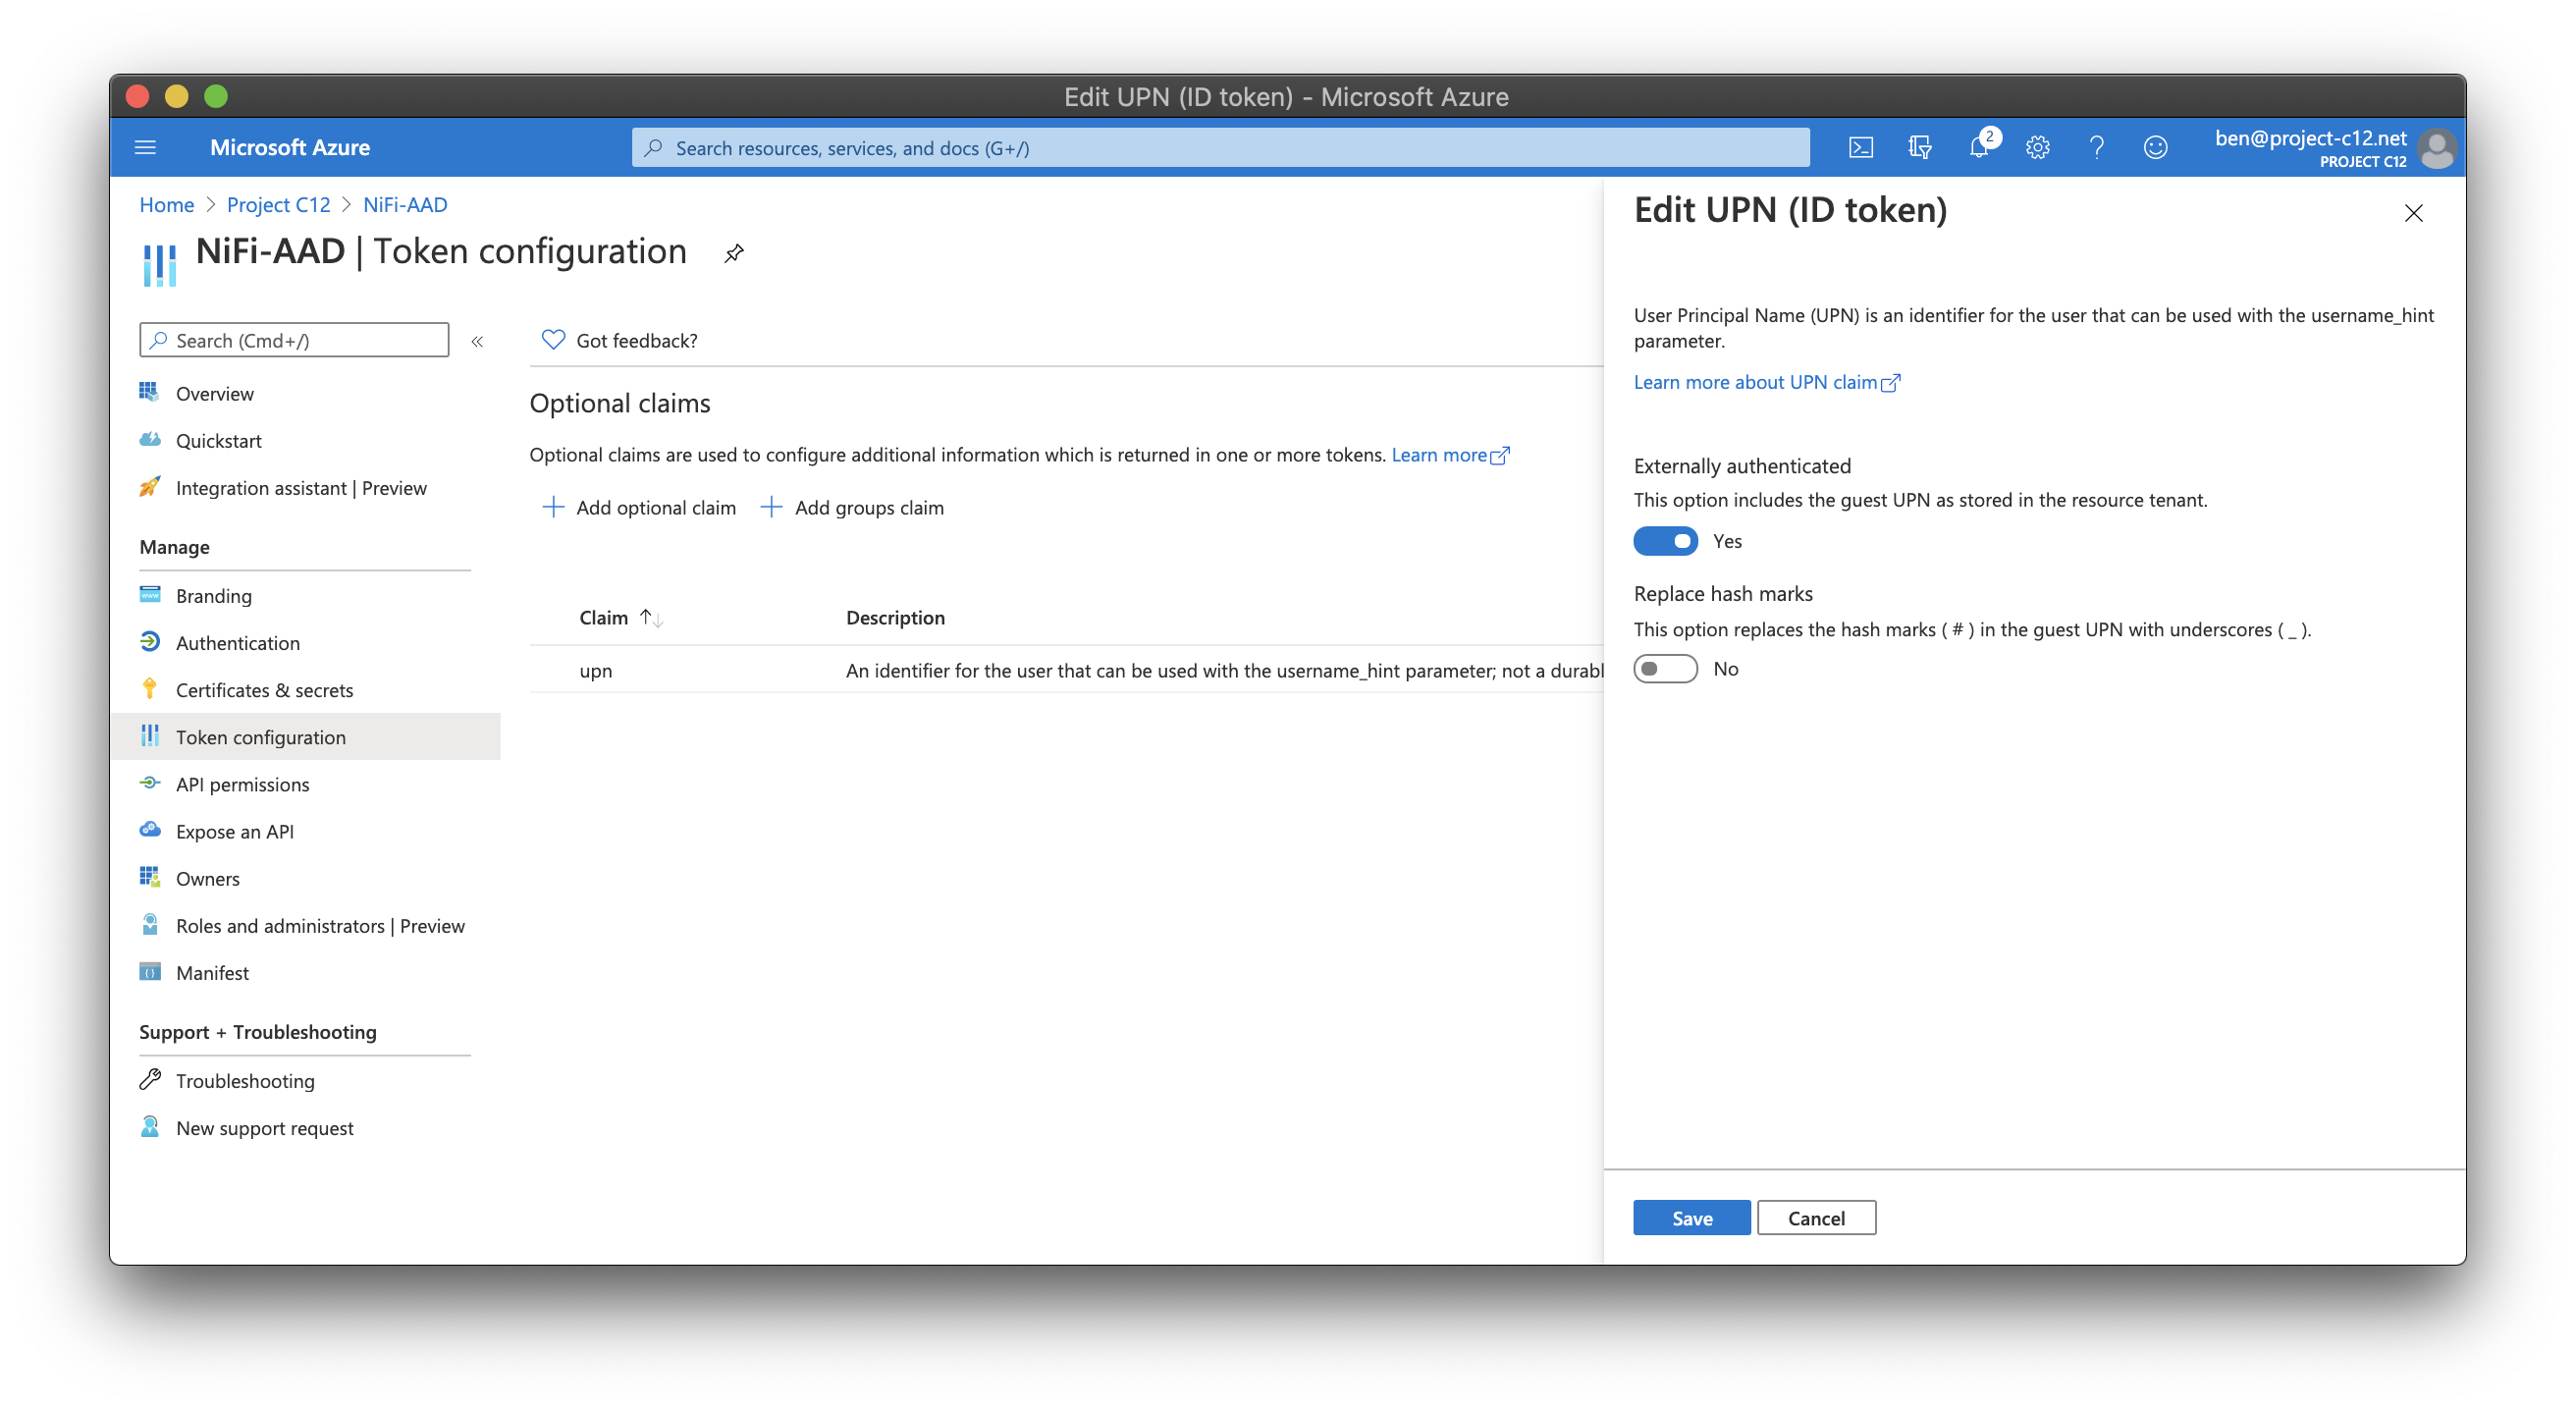 Edit UPN (ID token) - Microsoft Azure
Microsoft Azure
Search resources, services, and docs (G+/)
2
ben@project-c12.net
PROJECT C12
Home > Project C12 > NiFi-AAD
NiFi-AAD | Token configuration
Search (Cmd+/)
«
Overview
Quickstart
Integration assistant | Preview
Manage
Branding
Authentication
Certificates & secrets
Token configuration
API permissions
Expose an API
Owners
Roles and administrators | Preview
Manifest
Support + Troubleshooting
Troubleshooting
New support request
Got feedback?
Optional claims
Optional claims are used to configure additional information which is returned in one or more tokens. Learn more
Add optional claim
Add groups claim
Claim
Description
upn
An identifier for the user that can be used with the username_hint parameter; not a durabl
Edit UPN (ID token)
User Principal Name (UPN) is an identifier for the user that can be used with the username_hint
parameter.
Learn more about UPN claim
Externally authenticated
This option includes the guest UPN as stored in the resource tenant.
Yes
Replace hash marks
This option replaces the hash marks ( # ) in the guest UPN with underscores ( _ ).
No
Save
Cancel